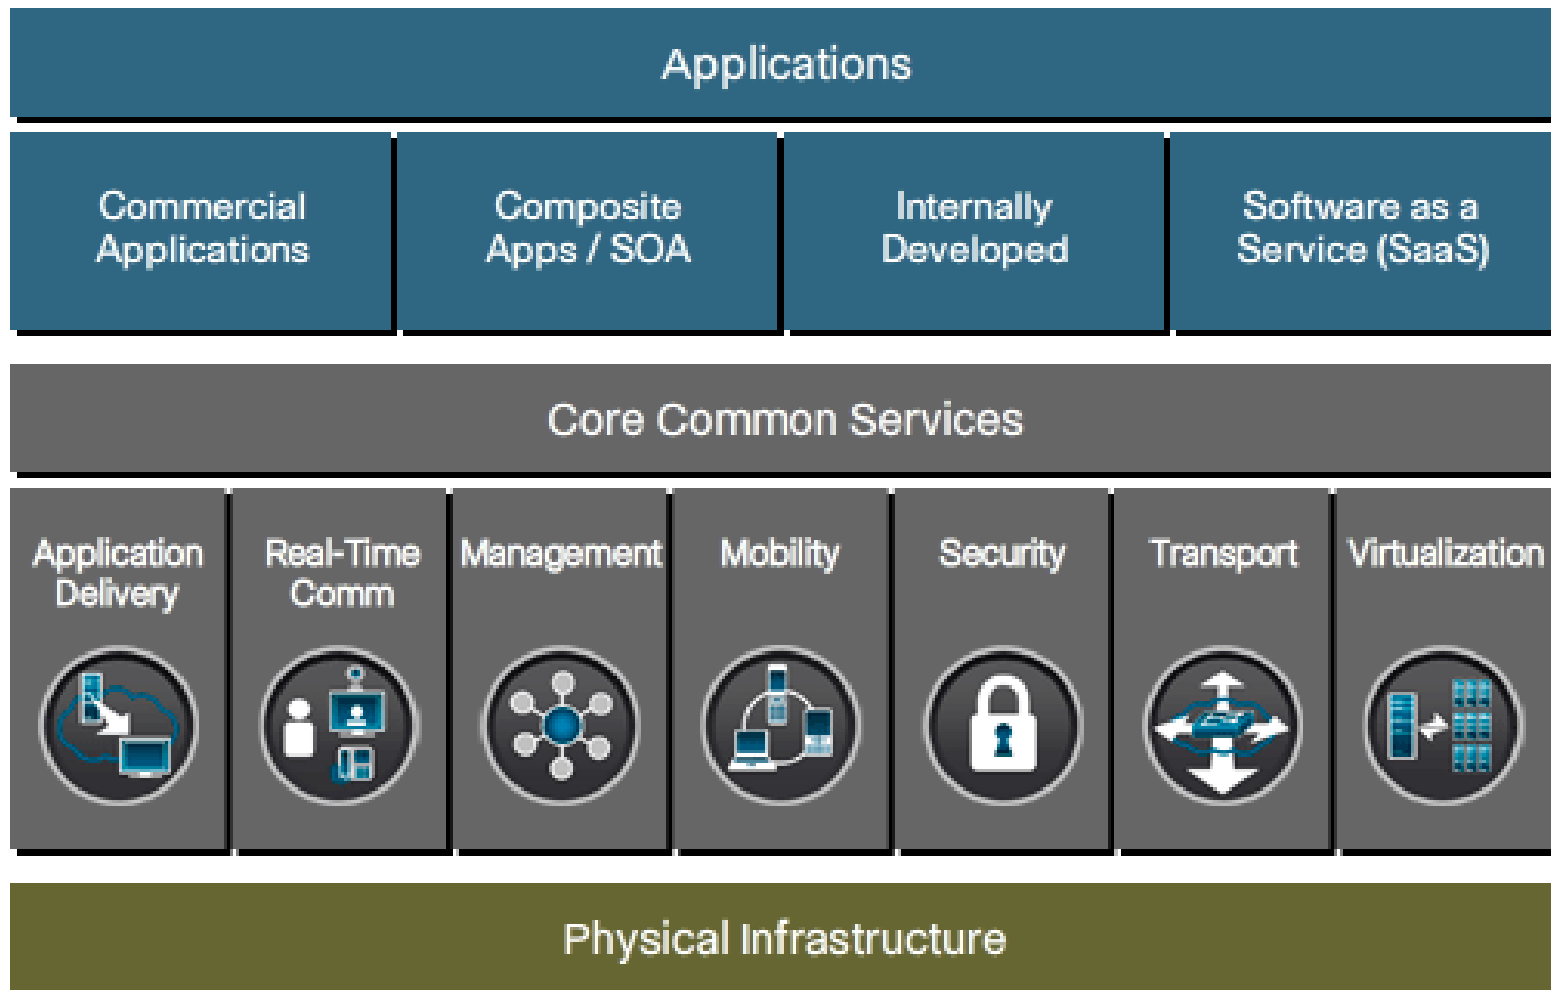 Applications
Commercial
Applications
Composite
Apps / SOA
Internally
Developed
Software as a
Service (SaaS)
Core Common Services
Application
Delivery
Real-Time
Comm
Management
Mobility
Security
Transport
Virtualization
Physical Infrastructure